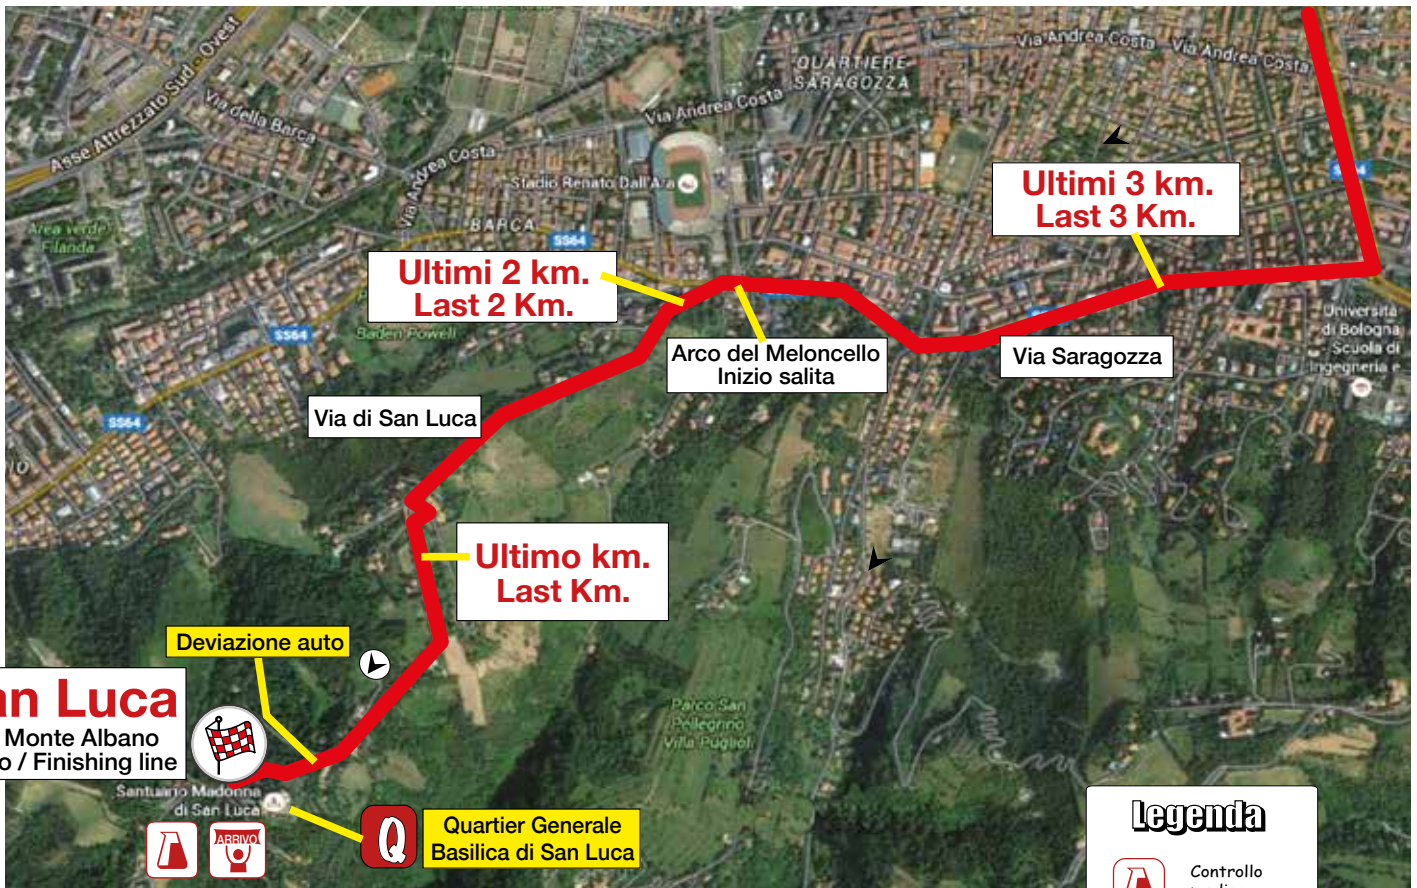 Asse Attrezzato Sud - Ovest
Via della Barca
Via Andrea Costa
Via Andrea Costa
QUARTIERE
SARAGOZZA
Via Andrea Costa
Via Andrea Costa
Stadio Renato Dall'Ara
BARCA
SS64
Area verde
Filanda
Ultimi 3 km.
Last 3 Km.
Ultimi 2 km.
Last 2 Km.
SS64
Baden Powell
Arco del Meloncello
Inizio salita
Via Saragozza
Università
di Bologna
- Scuola di
Ingegneria e...
Via di San Luca
SS64
Ultimo km.
Last Km.
Deviazione auto
an Luca
Monte Albano
o / Finishing line
Parco San
Pellegrino
Villa Puglioli
Santuario Madonna
di San Luca
ARRIVO
Q
Quartier Generale
Basilica di San Luca
Legenda
Controllo